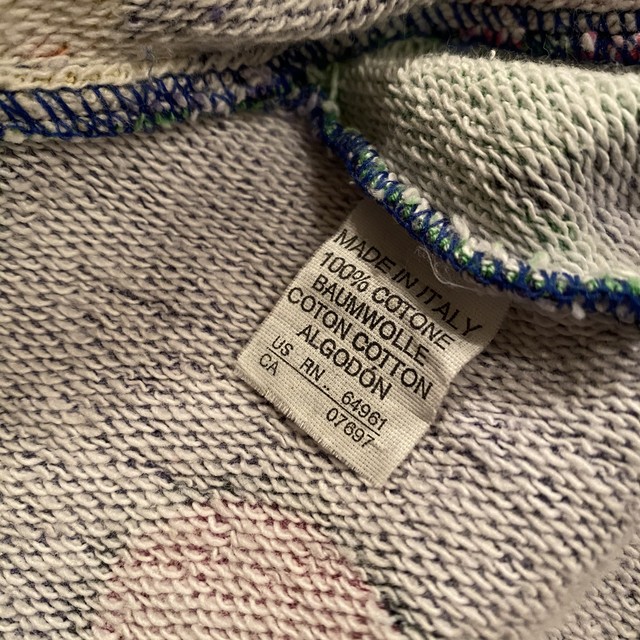 MADE IN ITALY
100% COTONE
BAUMWOLLE
COTON COTTON
ALGODÓN
US RN.. 64961
CA 07697